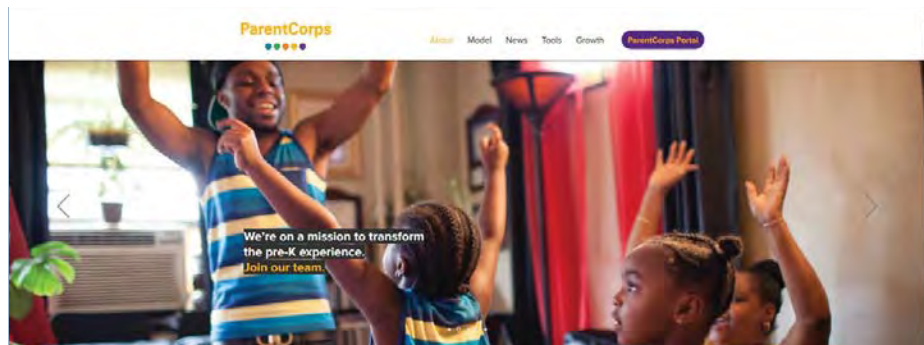 ParentCorps
About Model News Tools Growth ParentCorps Portal
We're on a mission to transform
the pre-K experience.
Join our team.